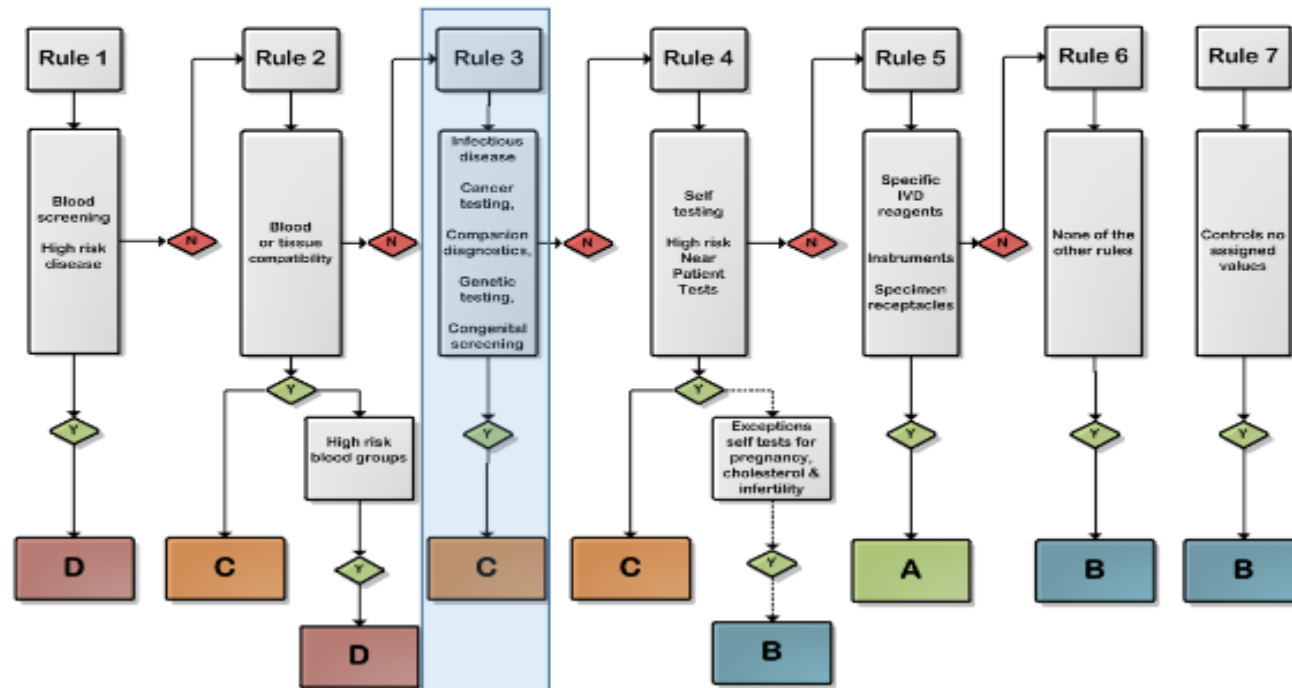 Rule 1
Rule 2
Rule 3
Rule 4
Rule 5
Rule 6
Rule 7
Blood
screening
High risk
disease
N
Blood
or tissue
compatibility
N
Infectious
disease
Cancer
testing,
Companion
diagnostics,
Genetic
testing,
Congenital
screening
N
Self
testing
High risk
Near
Patient
Tests
N
Specific
IVD
reagents
Instruments
Specimen
receptacles
N
None of the
other rules
Controls no
assigned
values
Y
Y
High risk
blood groups
Y
Y
Y
Exceptions
self tests for
pregnancy,
cholesterol &
infertility
Y
Y
Y
Y
Y
D
C
D
C
C
B
A
B
B